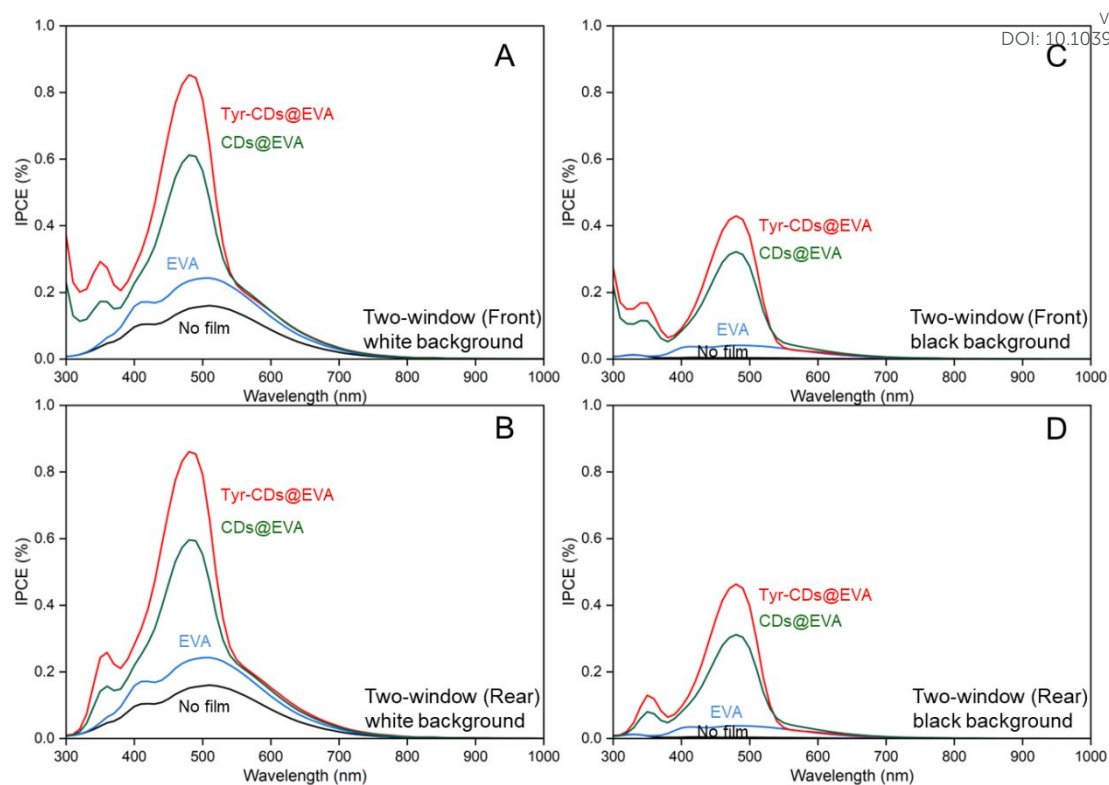 V
DOI: 10.1039
1.0
0.8
0.6
0.4
0.2
0.0
IPCE (%)
A
Tyr-CDs@EVA
CDs@EVA
EVA
No film
Two-window (Front)
white background
300 400 500 600 700 800 900 1000
Wavelength (nm)
1.0
0.8
0.6
0.4
0.2
0.0
IPCE (%)
C
Tyr-CDs@EVA
CDs@EVA
EVA
No film
Two-window (Front)
black background
300 400 500 600 700 800 900 1000
Wavelength (nm)
1.0
0.8
0.6
0.4
0.2
0.0
IPCE (%)
B
Tyr-CDs@EVA
CDs@EVA
EVA
No film
Two-window (Rear)
white background
300 400 500 600 700 800 900 1000
Wavelength (nm)
1.0
0.8
0.6
0.4
0.2
0.0
IPCE (%)
D
Tyr-CDs@EVA
CDs@EVA
EVA
No film
Two-window (Rear)
black background
300 400 500 600 700 800 900 1000
Wavelength (nm)